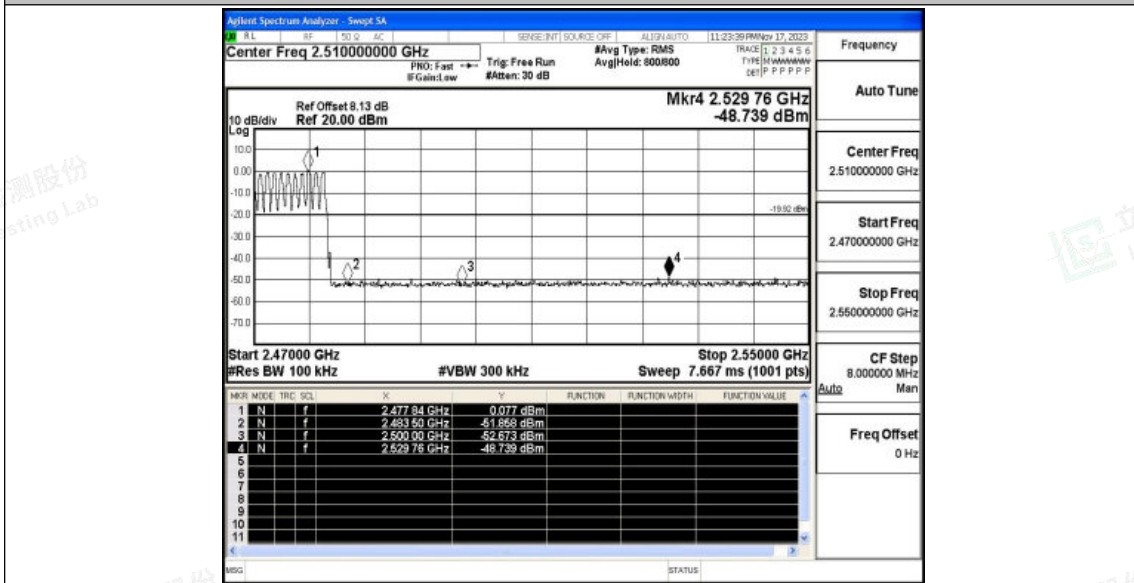 Agilent Spectrum Analyzer - Swept SA
RL RF 50 Ω AC SENSE:INT SOURCE OFF ALIGNAUTO 11:23:39 PM Nov 17, 2023
Center Freq 2.510000000 GHz
PNO: Fast
IFGain:Low
Trig: Free Run
#Atten: 30 dB
#Avg Type: RMS
Avg|Hold: 800/800
TRACE 1 2 3 4 5 6
TYPE M WWWWW
DET P P P P P P
Frequency
Auto Tune
Center Freq
2.510000000 GHz
Start Freq
2.470000000 GHz
Stop Freq
2.550000000 GHz
CF Step
8.000000 MHz
Auto Man
Freq Offset
0 Hz
Mkr4 2.529 76 GHz
-48.739 dBm
Ref Offset 8.13 dB
10 dB/div Ref 20.00 dBm
Log
10.0
0.00
-10.0
-20.0
-30.0
-40.0
-50.0
-60.0
-70.0
1
2
3
4
-19.92 dBm
Start 2.47000 GHz Stop 2.55000 GHz
#Res BW 100 kHz #VBW 300 kHz Sweep 7.667 ms (1001 pts)
MKR MODE TRC SCL X Y FUNCTION FUNCTION WIDTH FUNCTION VALUE
1 N f 2.477 84 GHz 0.077 dBm
2 N f 2.483 50 GHz -51.858 dBm
3 N f 2.500 00 GHz -52.673 dBm
4 N f 2.529 76 GHz -48.739 dBm
5
6
7
8
9
10
11
MSG STATUS
测股份
sting Lab
立